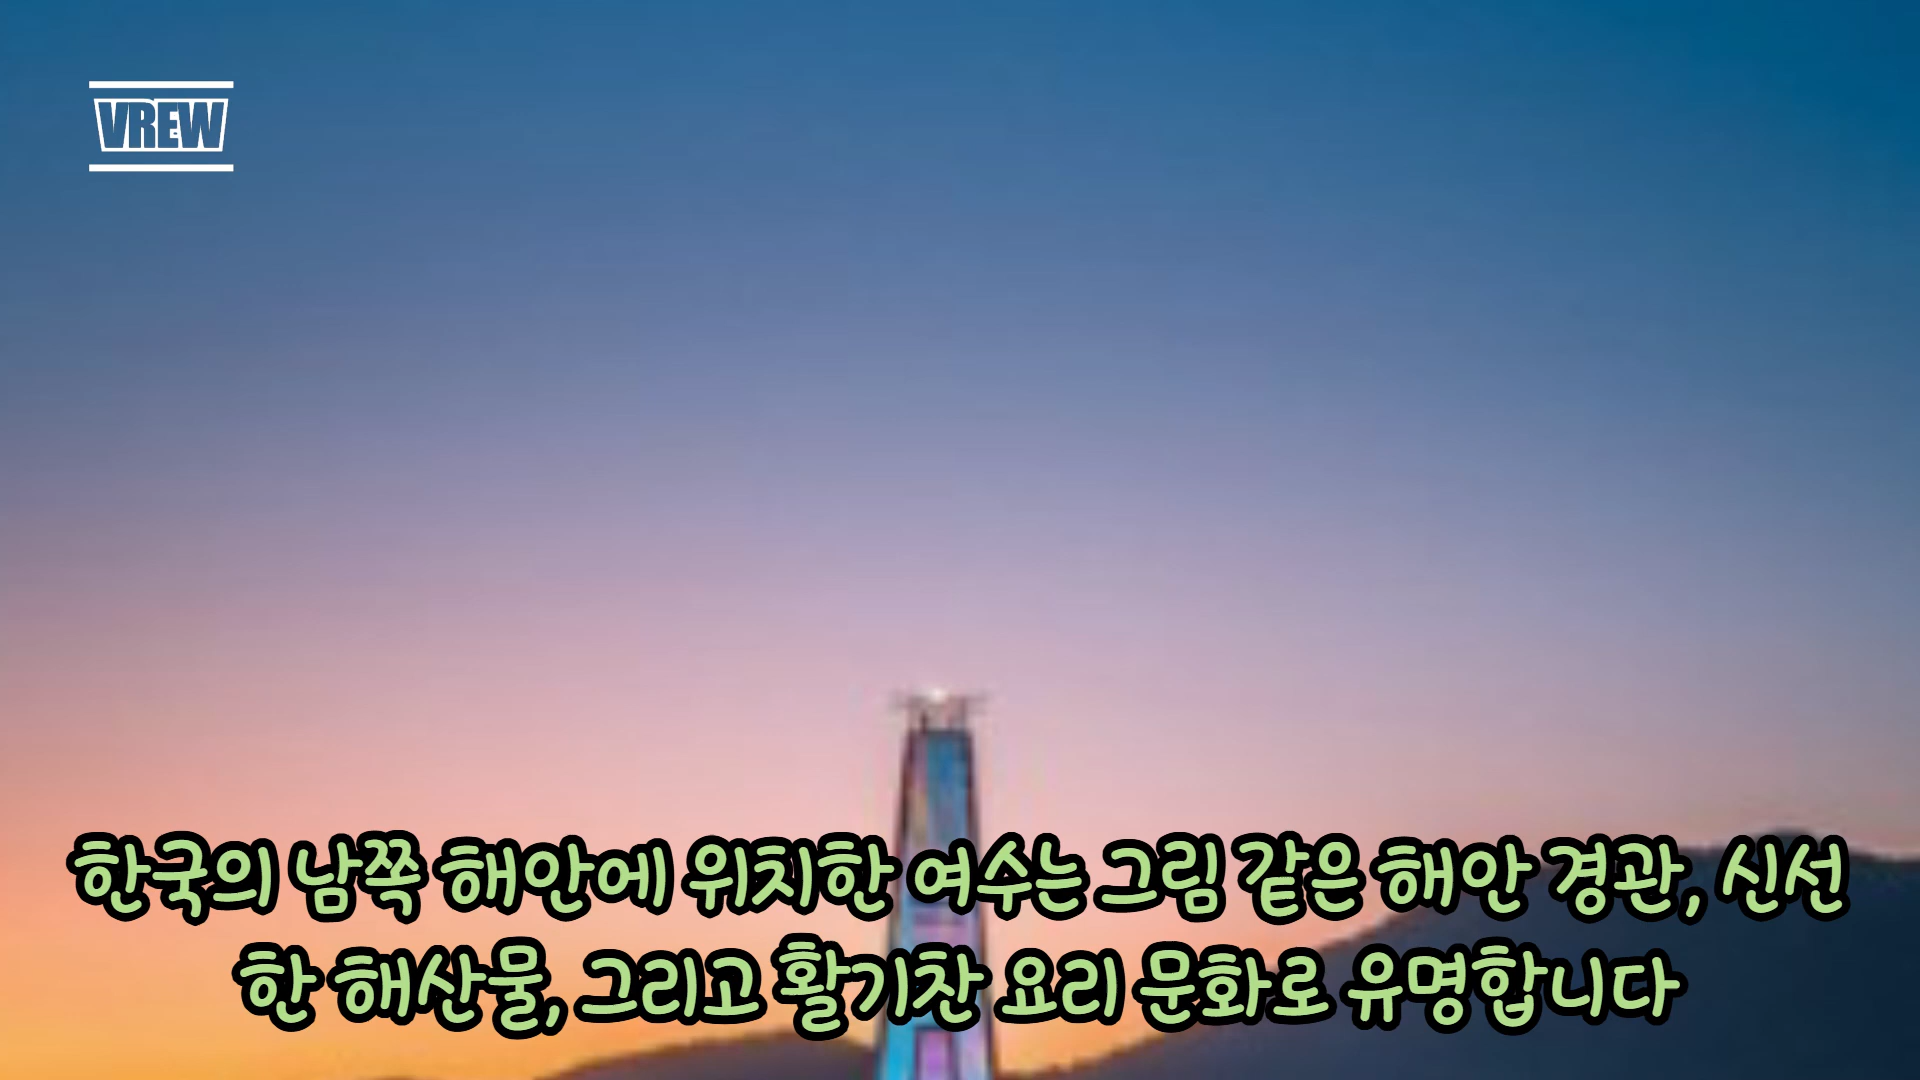 VREW
한국의 남쪽 해안에 위치한 여수는 그림 같은 해안 경관, 신선
한 해산물, 그리고 활기찬 요리 문화로 유명합니다